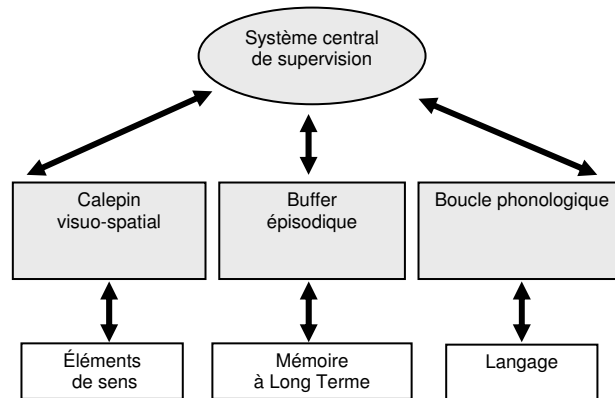 Système central
de supervision
Calepin
visuo-spatial
Buffer
épisodique
Boucle phonologique
Éléments
de sens
Mémoire
à Long Terme
Langage